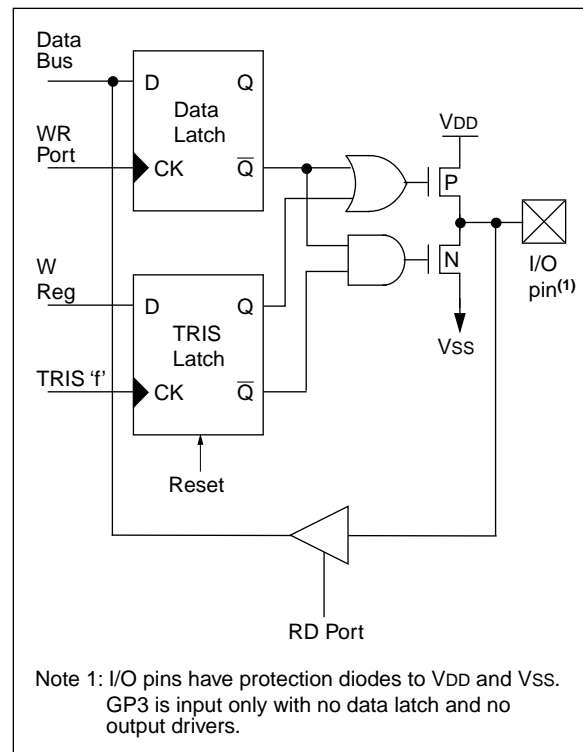 Data
Bus
D
Q
Data
Latch
WR
Port
CK
Q
VDD
P
W
Reg
D
Q
TRIS
Latch
N
I/O
pin(1)
VSS
TRIS ‘f’
CK
Q
Reset
RD Port
Note 1: I/O pins have protection diodes to VDD and VSS.
GP3 is input only with no data latch and no
output drivers.